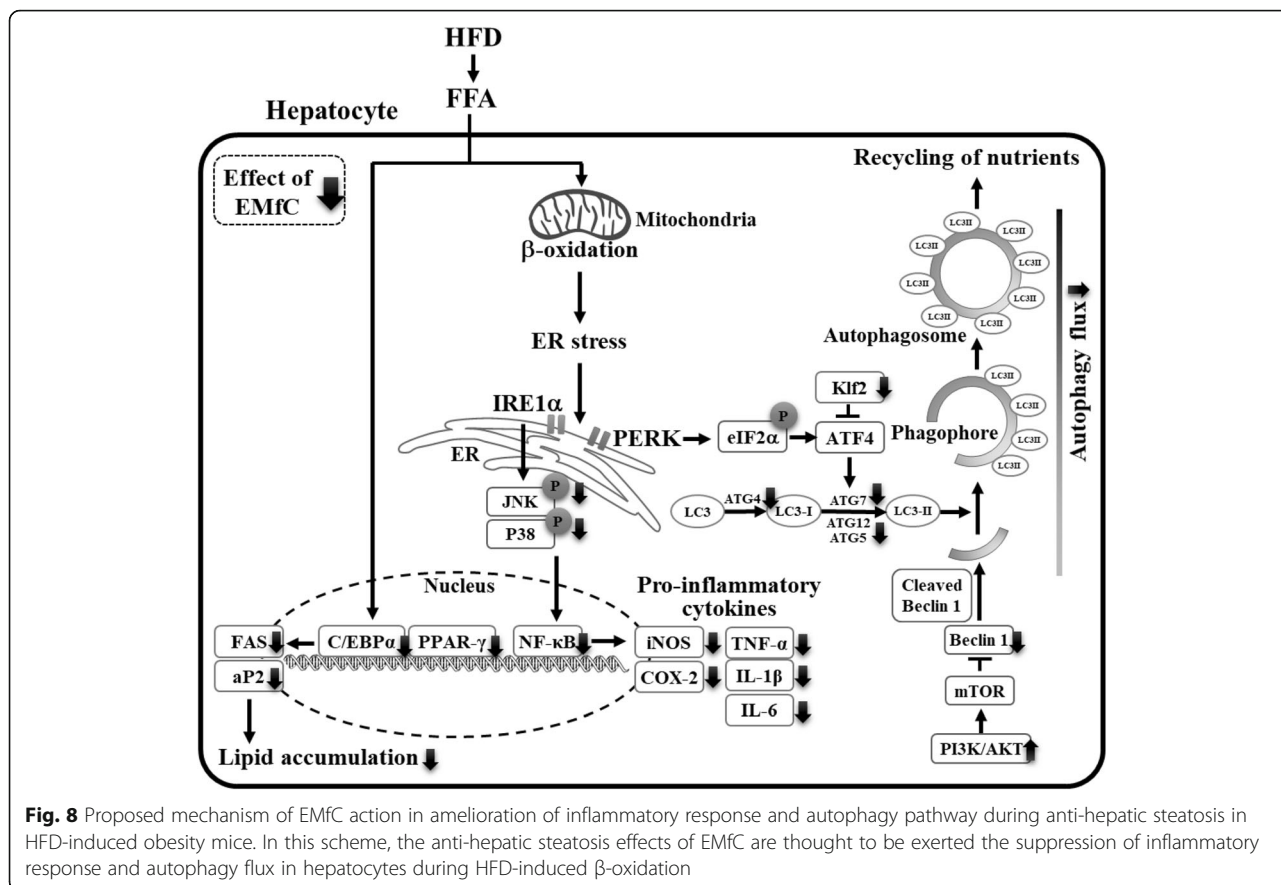 HFD
FFA
Hepatocyte
Effect of
EMfC
Mitochondria
β-oxidation
ER stress
IRE1α
ER
PERK
P
eIF2α
Klf2
ATF4
JNK
P
P38
P
LC3
ATG4
LC3-I
ATG7
ATG12
ATG5
LC3-II
Recycling of nutrients
LC3II
LC3II
LC3II
LC3II
LC3II
LC3II
LC3II
LC3II
LC3II
Autophagosome
LC3II
LC3II
LC3II
LC3II
Phagophore
Autophagy flux
Cleaved
Beclin 1
Beclin 1
mTOR
PI3K/AKT
Nucleus
FAS
aP2
C/EBPα
PPAR-γ
NF-κB
Lipid accumulation
Pro-inflammatory
cytokines
iNOS
COX-2
TNF-α
IL-1β
IL-6
Fig. 8 Proposed mechanism of EMfC action in amelioration of inflammatory response and autophagy pathway during anti-hepatic steatosis in
HFD-induced obesity mice. In this scheme, the anti-hepatic steatosis effects of EMfC are thought to be exerted the suppression of inflammatory
response and autophagy flux in hepatocytes during HFD-induced β-oxidation